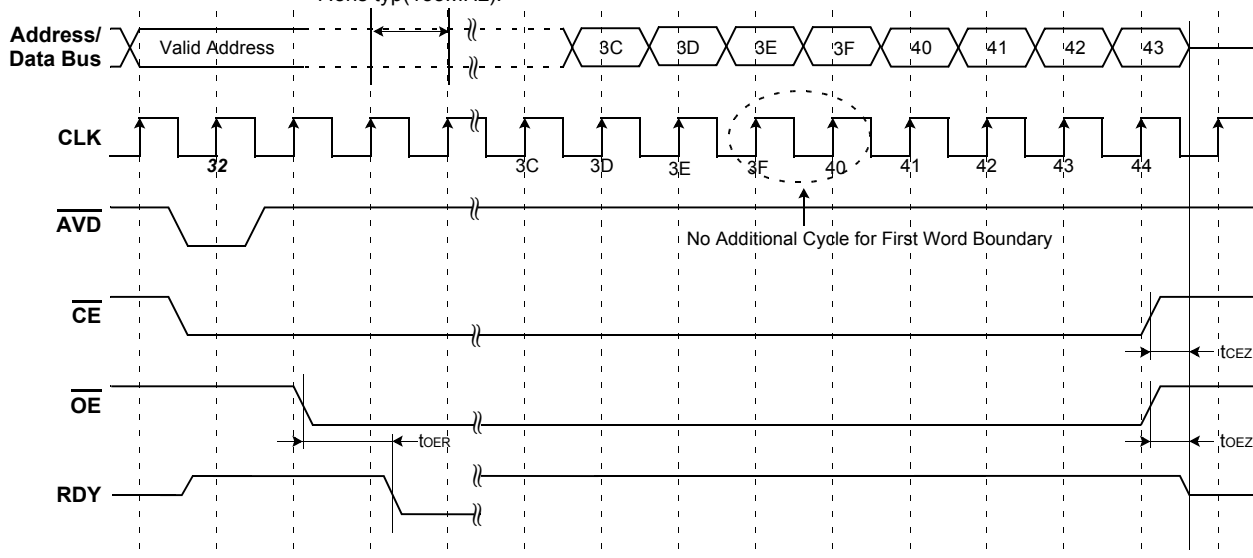 Address/
Data Bus
Valid Address
3C 3D 3E 3F 40 41 42 43
CLK
32 3C 3D 3E 3F 40 41 42 43 44
AVD
No Additional Cycle for First Word Boundary
CE
tCEZ
OE
tOER
tOEZ
RDY